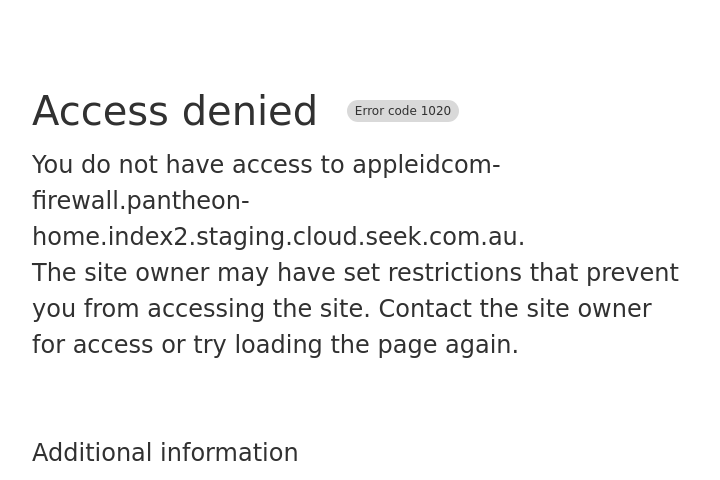 Access denied
Error code 1020
You do not have access to appleidcom-
firewall.pantheon-
home.index2.staging.cloud.seek.com.au.
The site owner may have set restrictions that prevent
you from accessing the site. Contact the site owner
for access or try loading the page again.
Additional information